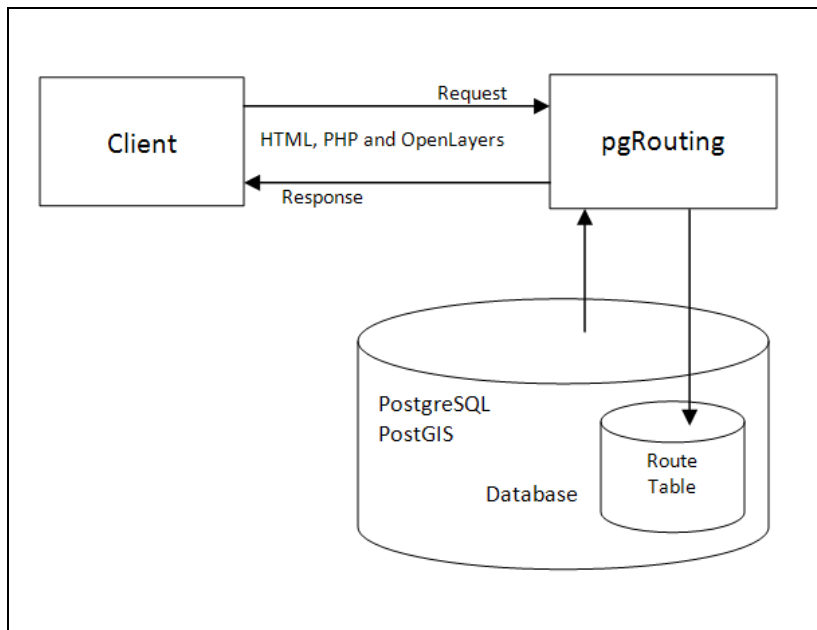 Request
Client
HTML, PHP and OpenLayers
pgRouting
Response
PostgreSQL
PostGIS
Database
Route
Table